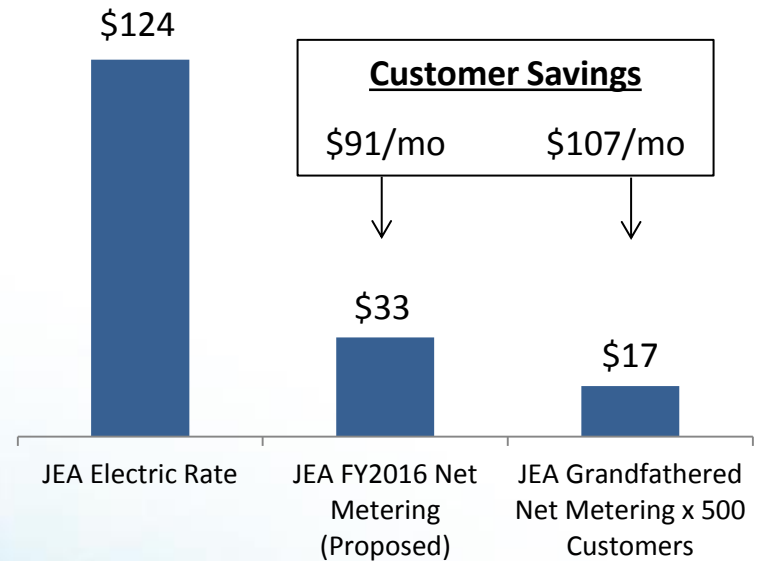 $124
Customer Savings
$91/mo $107/mo
$33
$17
JEA Electric Rate
JEA FY2016 Net
Metering
(Proposed)
JEA Grandfathered
Net Metering x 500
Customers